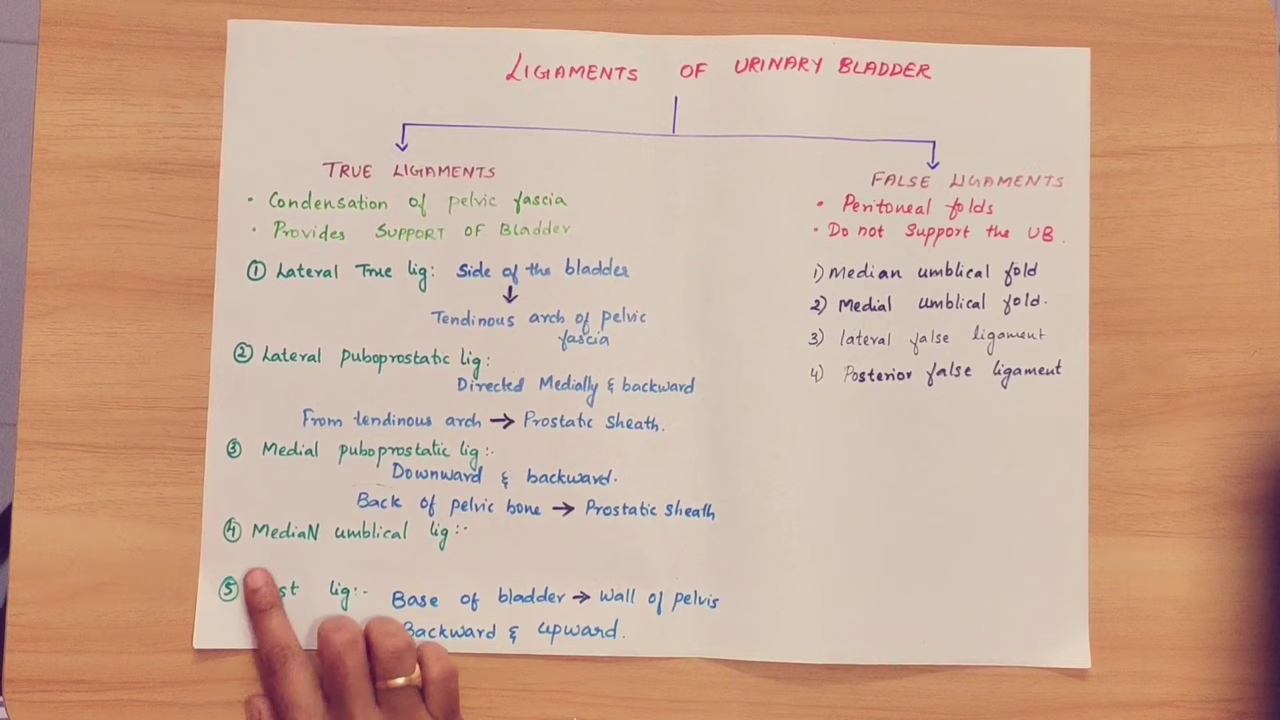 LIGAMENTS OF URINARY BLADDER
TRUE LIGAMENTS
• Condensation of pelvic fascia
• Provides SUPPORT OF Bladder
① Lateral True lig: Side of the bladder
↓
Tendinous arch of pelvic
fascia
② Lateral puboprostatic lig:
Directed Medially & backward
From tendinous arch → Prostatic Sheath.
③ Medial puboprostatic lig:-
Downward & backward.
Back of pelvic bone → Prostatic Sheath
④ MediaN umblical lig:-
⑤ st lig:- Base of bladder → Wall of pelvis
Backward & upward.
FALSE LIGAMENTS
• Peritoneal folds
• Do not Support the UB.
1) Median umblical fold
2) Medial umblical fold.
3) lateral false ligament
4) Posterior false ligament